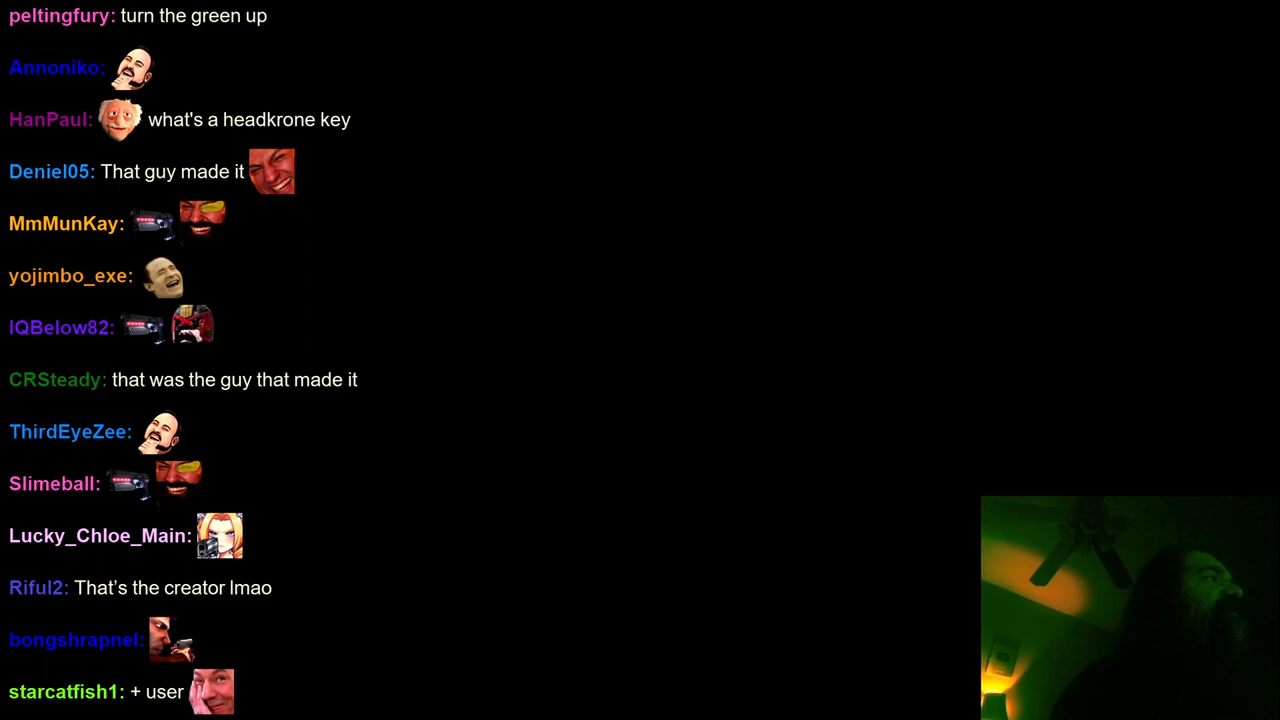 peltingfury: turn the green up
Annoniko:
HanPaul: what's a headkrone key
Deniel05: That guy made it
MmMunKay:
yojimbo_exe:
IQBelow82:
CRSteady: that was the guy that made it
ThirdEyeZee:
Slimeball:
Lucky_Chloe_Main:
Riful2: That’s the creator lmao
bongshrapnel:
starcatfish1: + user